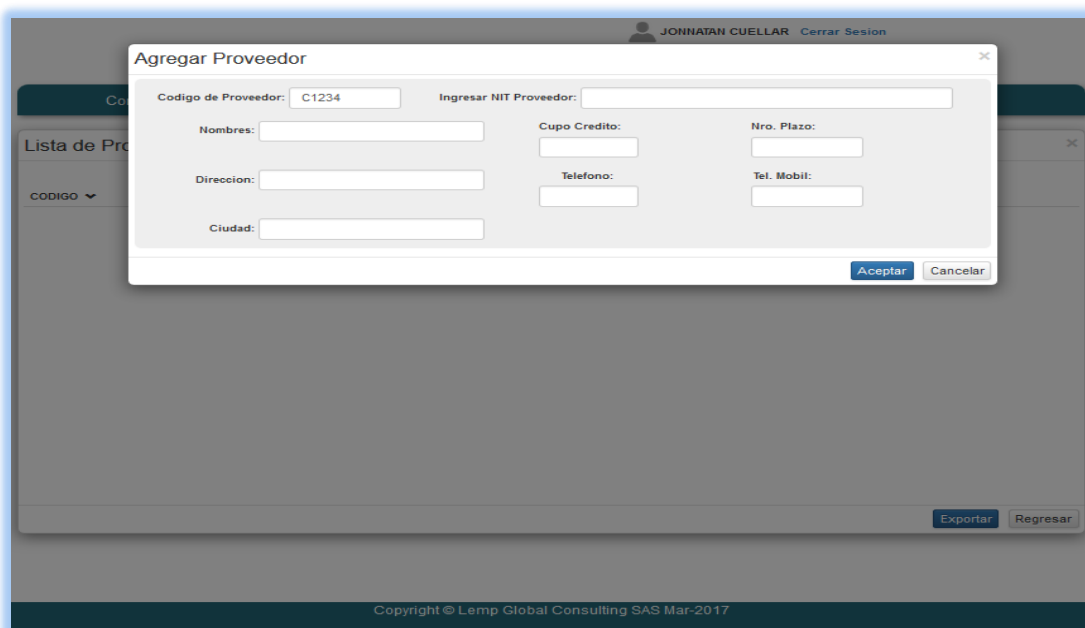 JONNATAN CUELLAR Cerrar Sesion
Agregar Proveedor ×
Codigo de Proveedor: C1234 Ingresar NIT Proveedor:
Nombres: Cupo Credito: Nro. Plazo:
Direccion: Telefono: Tel. Mobil:
Ciudad:
Aceptar Cancelar
Co
Lista de Pro ×
CODIGO
Exportar Regresar
Copyright © Lemp Global Consulting SAS Mar-2017